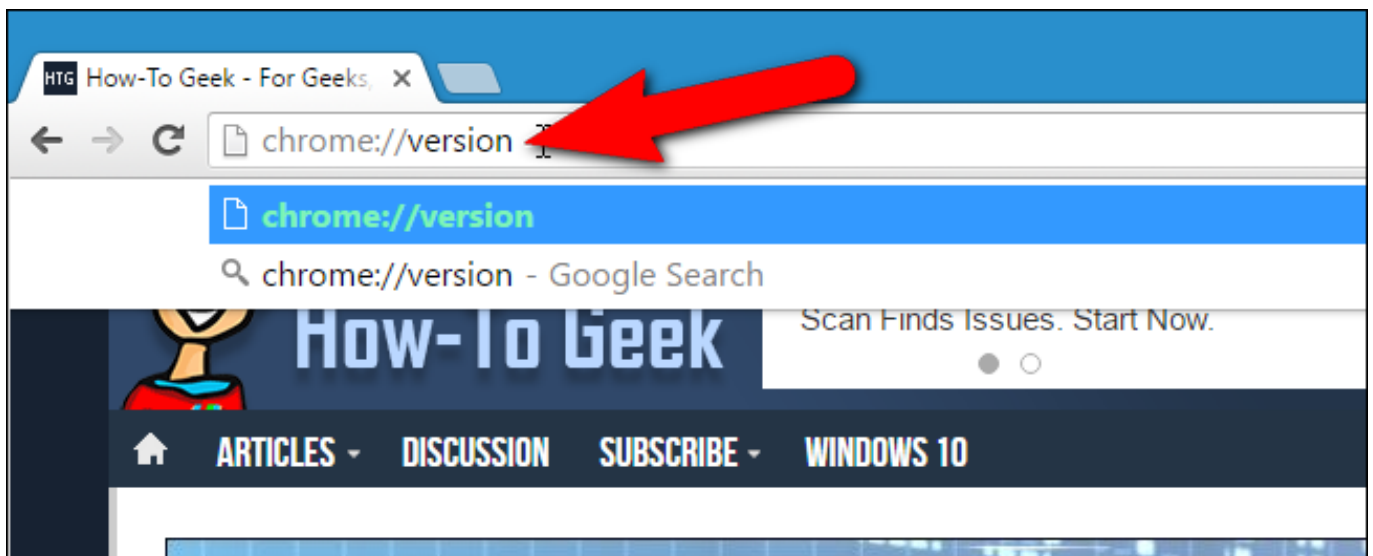 HTG How-To Geek - For Geeks,
chrome://version
chrome://version
chrome://version - Google Search
How-To Geek
Scan Finds Issues. Start Now.
ARTICLES DISCUSSION SUBSCRIBE WINDOWS 10